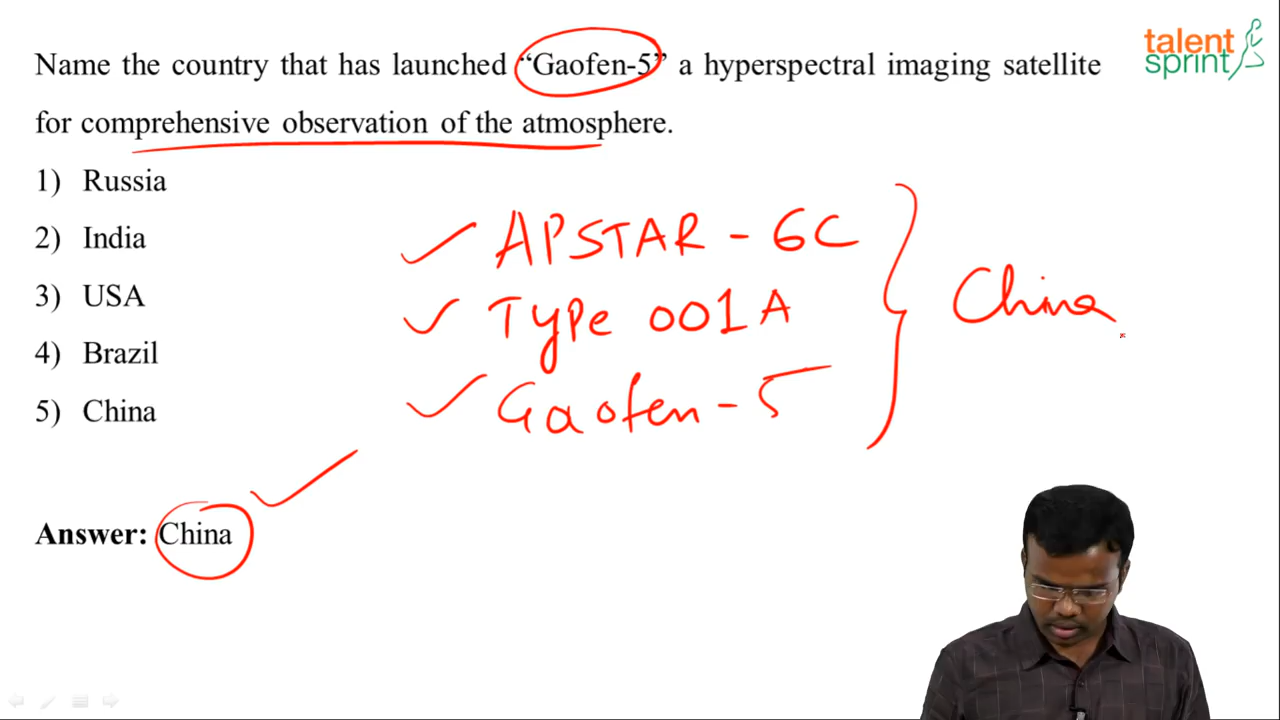 talent
sprint
Name the country that has launched “Gaofen-5” a hyperspectral imaging satellite
for comprehensive observation of the atmosphere.
1) Russia
2) India
3) USA
4) Brazil
5) China
APSTAR - 6C
Type 001A
Gaofen - 5
China
Answer: China